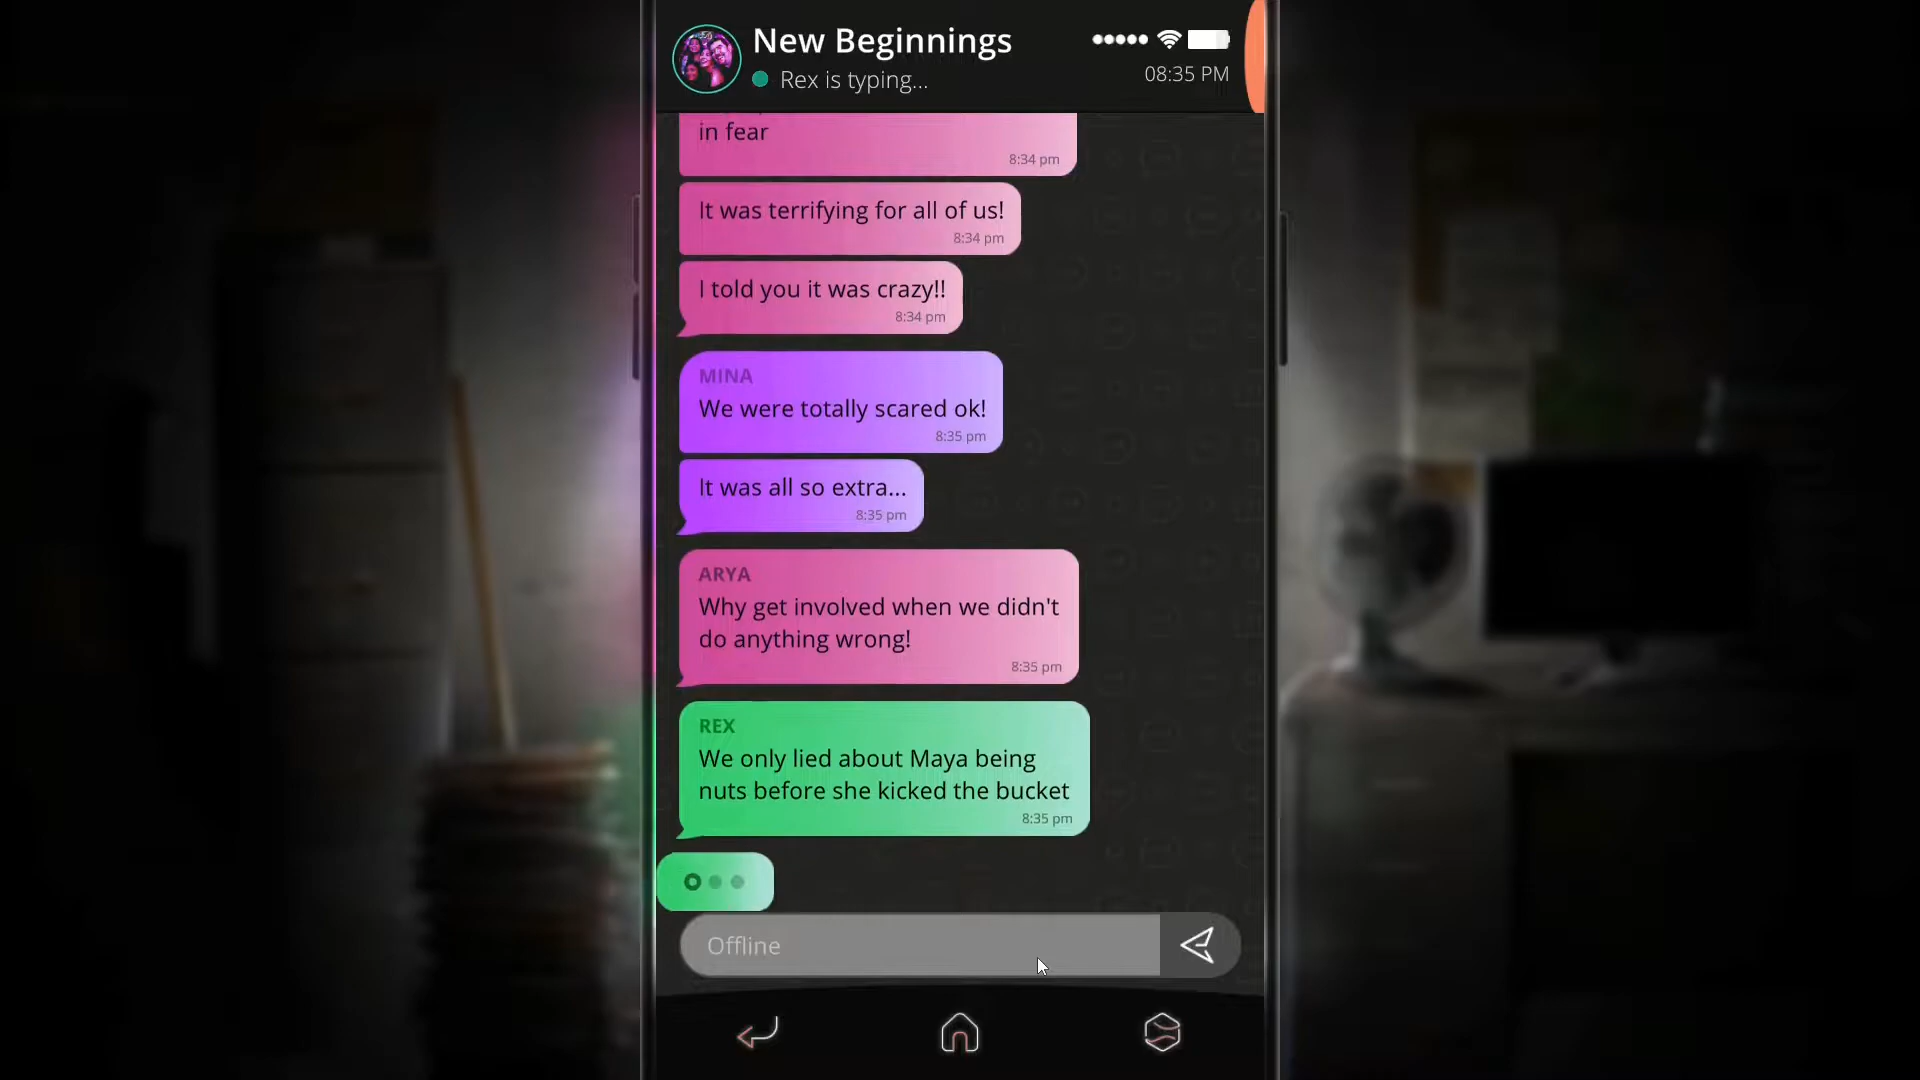 New Beginnings
Rex is typing...
08:35 PM
in fear
8:34 pm
It was terrifying for all of us!
8:34 pm
I told you it was crazy!!
8:34 pm
MINA
We were totally scared ok!
8:35 pm
It was all so extra...
8:35 pm
ARYA
Why get involved when we didn't
do anything wrong!
8:35 pm
REX
We only lied about Maya being
nuts before she kicked the bucket
8:35 pm
Offline